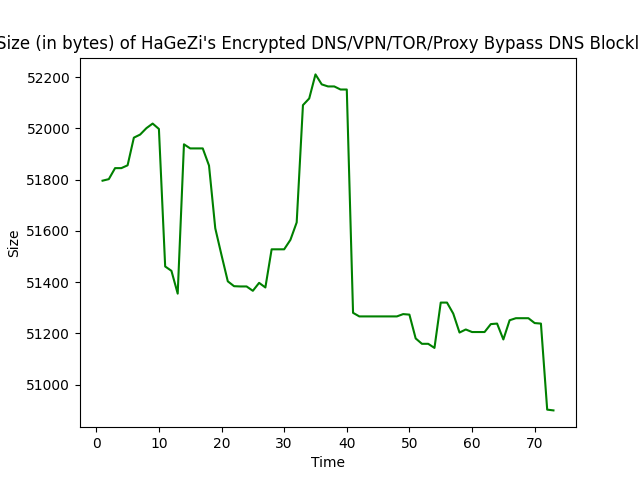 Size (in bytes) of HaGeZi's Encrypted DNS/VPN/TOR/Proxy Bypass DNS Blockl
52200
52000
51800
51600
51400
51200
51000
Size
0 10 20 30 40 50 60 70
Time